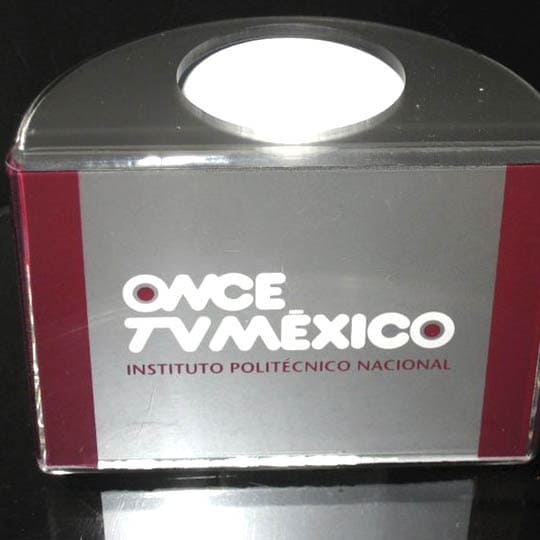 ONCE
TV MÉXICO
INSTITUTO POLITÉCNICO NACIONAL